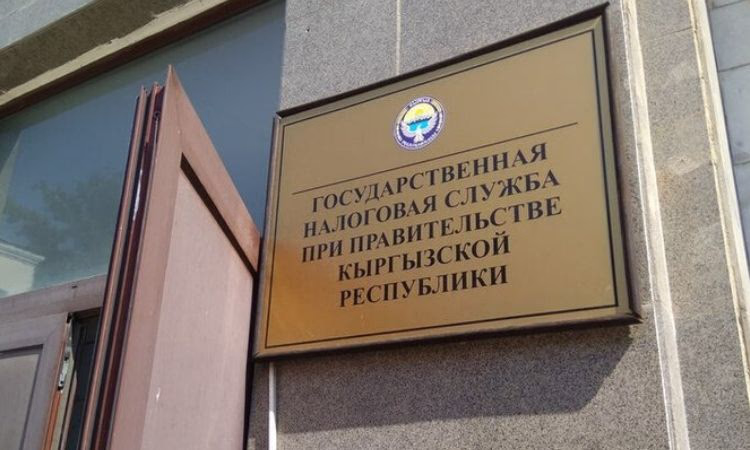 ГОСУДАРСТВЕННАЯ
НАЛОГОВАЯ СЛУЖБА
ПРИ ПРАВИТЕЛЬСТВЕ
КЫРГЫЗСКОЙ
РЕСПУБЛИКИ